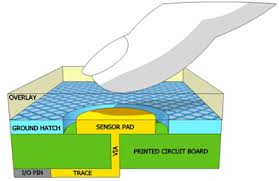 OVERLAY
GROUND HATCH
SENSOR PAD
VIA
PRINTED CIRCUIT BOARD
I/O PIN
TRACE